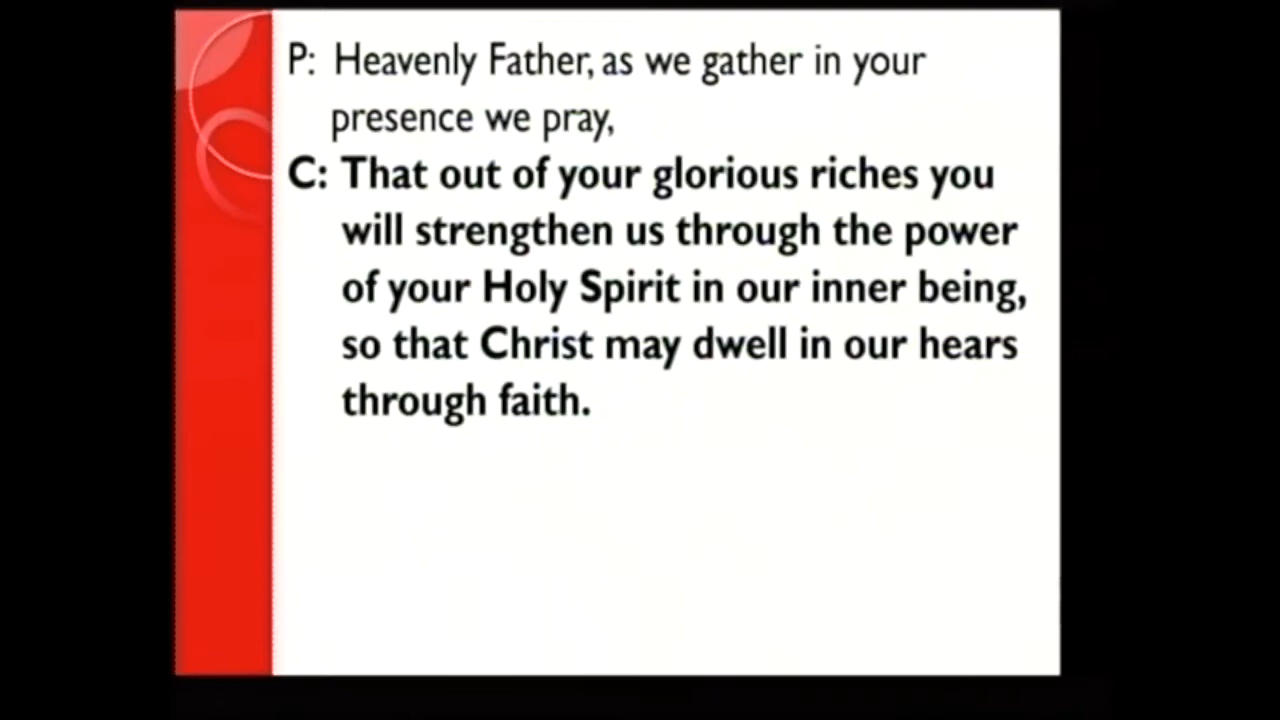 P: Heavenly Father, as we gather in your
presence we pray,
C: That out of your glorious riches you
will strengthen us through the power
of your Holy Spirit in our inner being,
so that Christ may dwell in our hears
through faith.